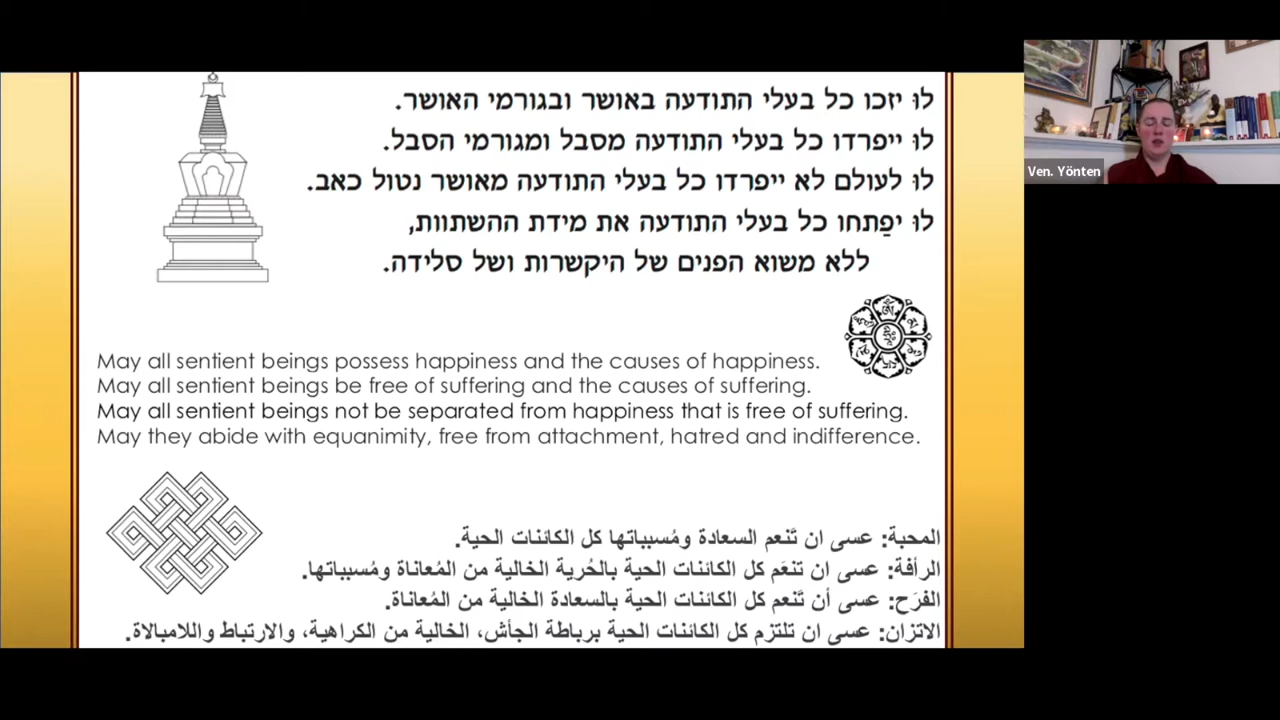 לוּ יזכו כל בעלי התודעה באושר ובגורמי האושר.
לוּ ייפרדו כל בעלי התודעה מסבל ומגורמי הסבל.
לוּ לעולם לא ייפרדו כל בעלי התודעה מאושר נטול כאב.
לוּ יפַתחו כל בעלי התודעה את מידת ההשתוות,
ללא משוא הפנים של היקשרות ושל סלידה.
May all sentient beings possess happiness and the causes of happiness.
May all sentient beings be free of suffering and the causes of suffering.
May all sentient beings not be separated from happiness that is free of suffering.
May they abide with equanimity, free from attachment, hatred and indifference.
المحبة: عسى ان تَنعم السعادة ومُسبباتها كل الكائنات الحية.
الرأفة: عسى ان تنعَم كل الكائنات الحية بالحُرية الخالية من المُعاناة ومُسبباتها.
الفرَح: عسى أن تَنعم كل الكائنات الحية بالسعادة الخالية من المُعاناة.
الاتزان: عسى ان تلتزم كل الكائنات الحية برباطة الجأش، الخالية من الكراهية، والارتباط واللامبالاة.
Ven. Yönten